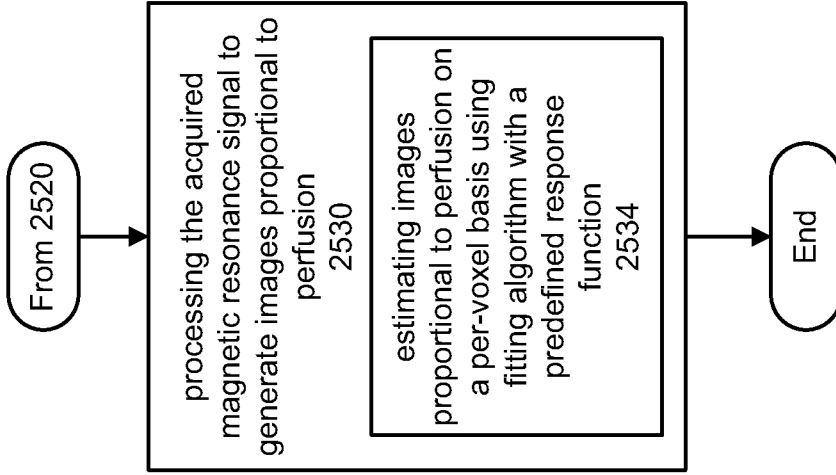 From 2520
processing the acquired
magnetic resonance signal to
generate images proportional to
perfusion
2530
estimating images
proportional to perfusion on
a per-voxel basis using
fitting algorithm with a
predefined response
function
2534
End